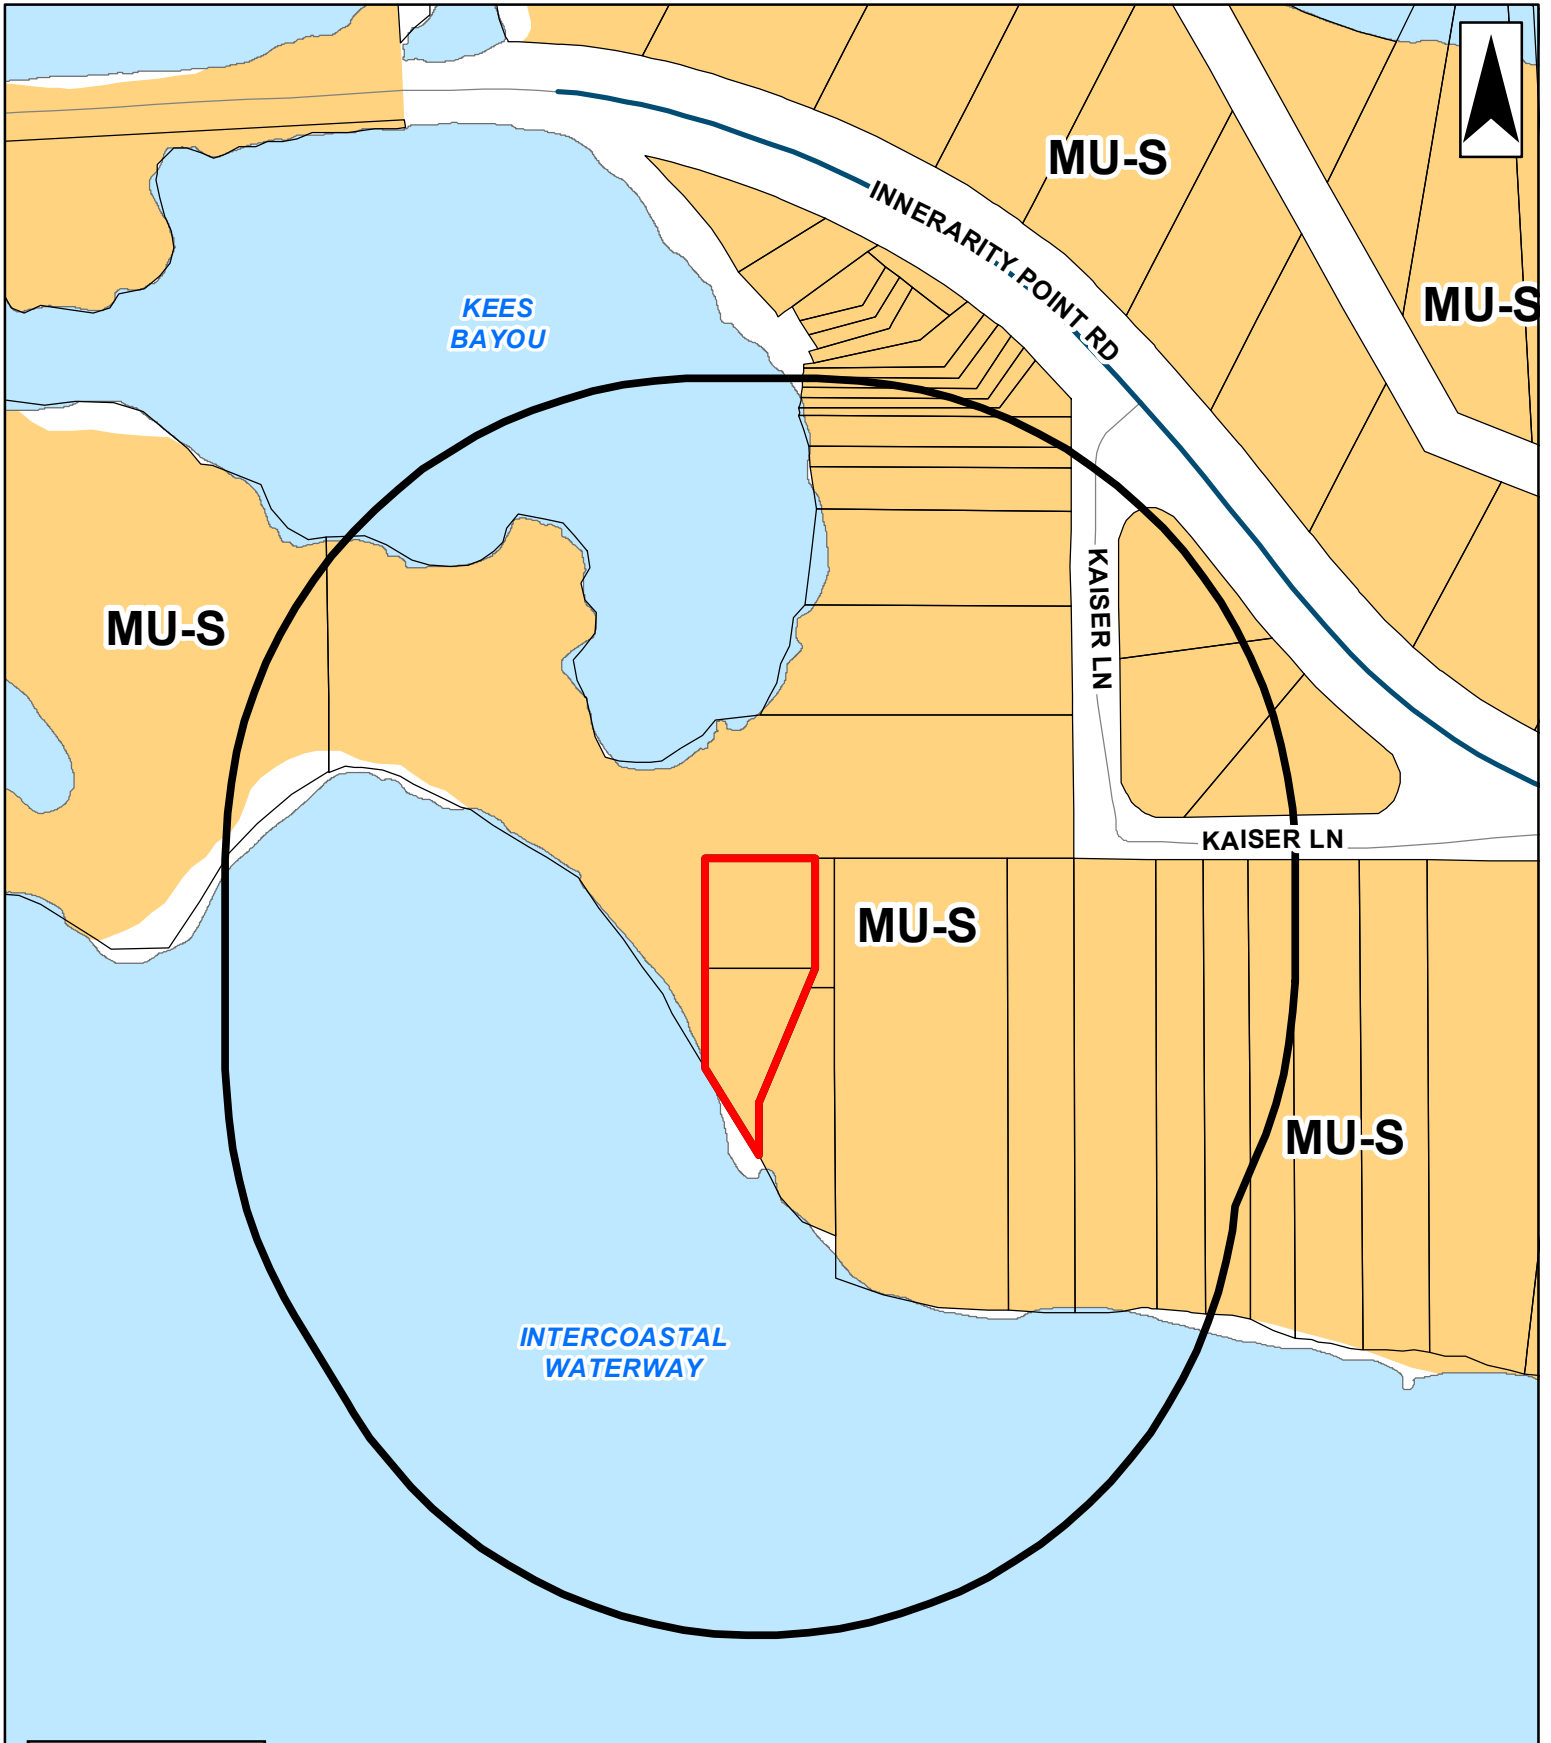 MU-S
INNERARITY POINT RD
MU-S
KEES
BAYOU
MU-S
KAISER LN
KAISER LN
MU-S
MU-S
INTERCOASTAL
WATERWAY